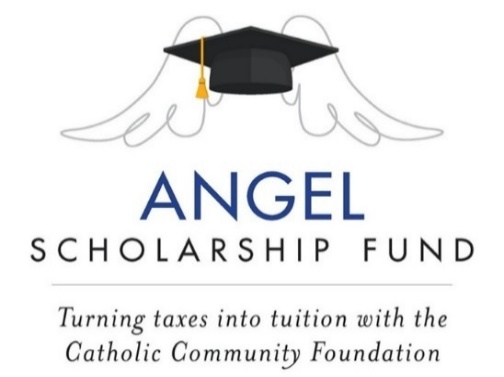 ANGEL
SCHOLARSHIP FUND
Turning taxes into tuition with the
Catholic Community Foundation